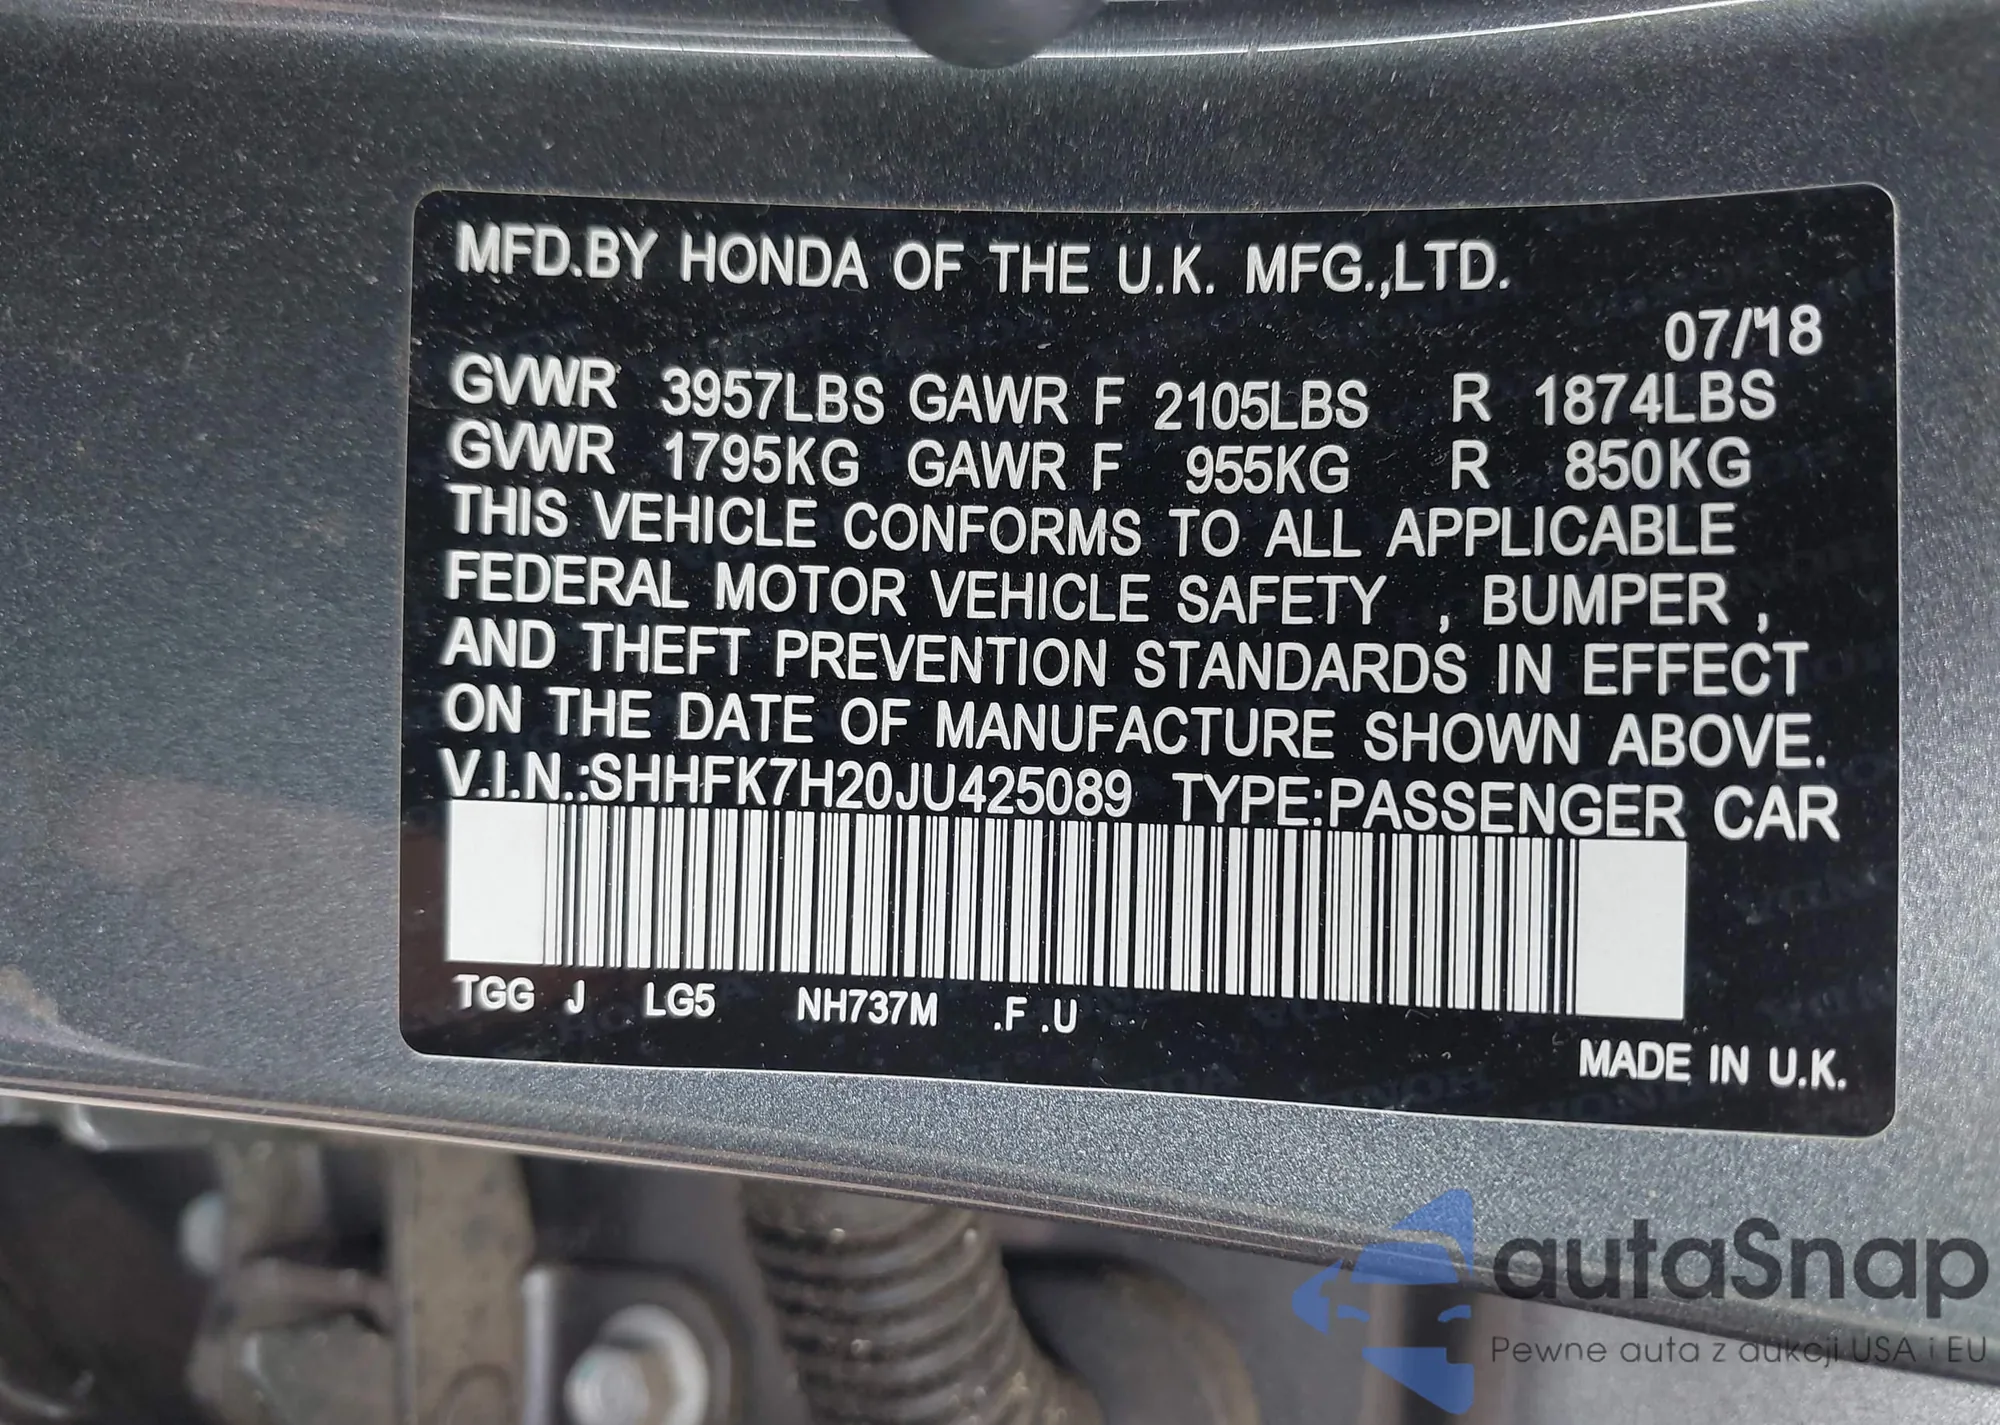 MFD.BY HONDA OF THE U.K. MFG.,LTD.
07/'18
GVWR 3957LBS GAWR F 2105LBS R 1874LBS
GVWR 1795KG GAWR F 955KG R 850KG
THIS VEHICLE CONFORMS TO ALL APPLICABLE
FEDERAL MOTOR VEHICLE SAFETY , BUMPER ,
AND THEFT PREVENTION STANDARDS IN EFFECT
ON THE DATE OF MANUFACTURE SHOWN ABOVE.
V.I.N.:SHHFK7H20JU425089 TYPE:PASSENGER CAR
TGG J LG5 NH737M .F .U
MADE IN U.K.
autaSnap
Pewne auta z aukcji USA i EU